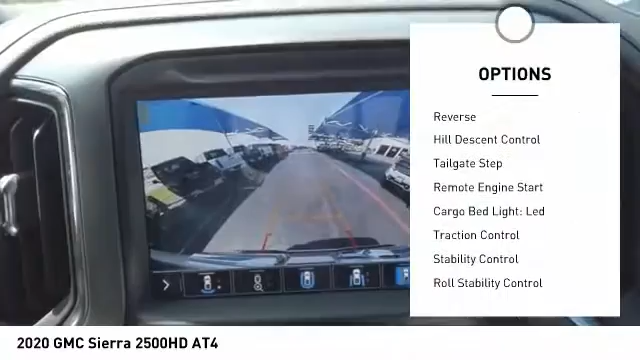 OPTIONS
Reverse
Hill Descent Control
Tailgate Step
Remote Engine Start
Cargo Bed Light: Led
Traction Control
Stability Control
Roll Stability Control
2020 GMC Sierra 2500HD AT4